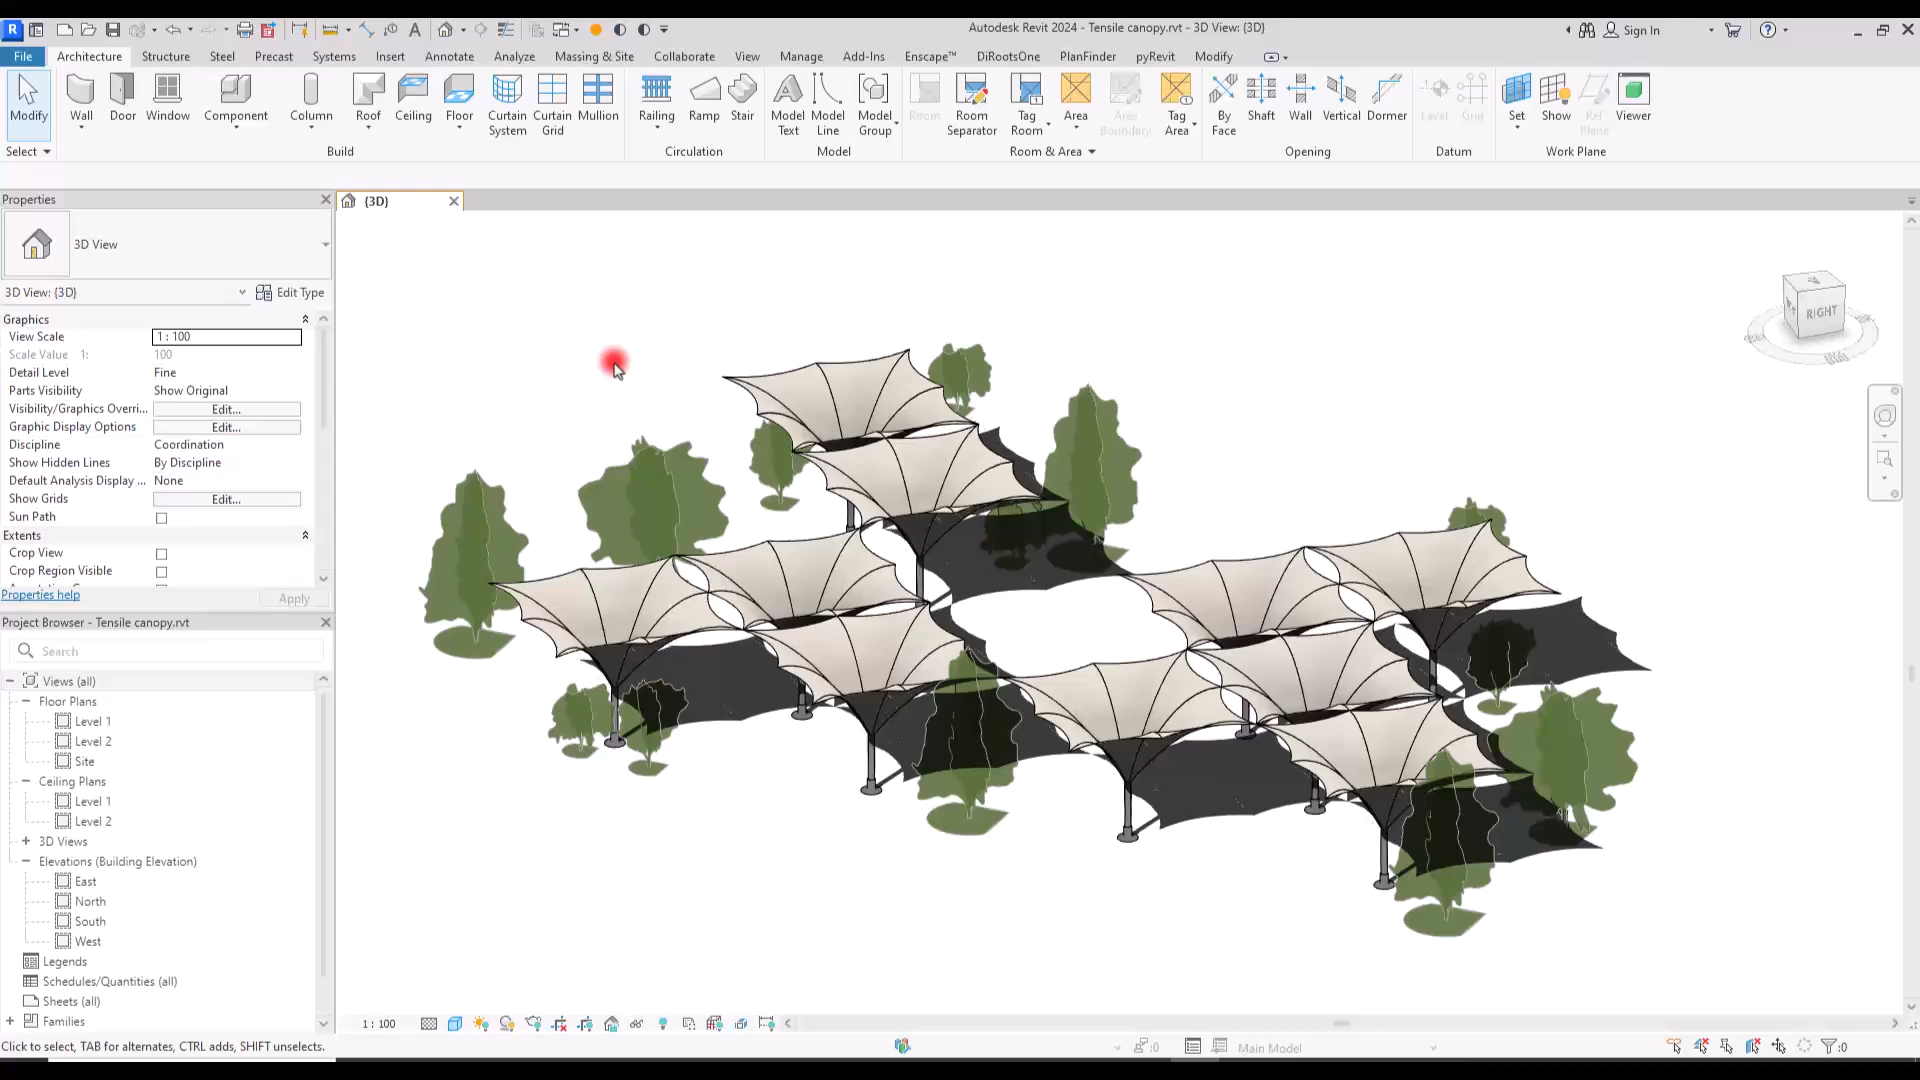 Autodesk Revit 2024 - Tensile canopy.rvt - 3D View: {3D}
Sign In
File Architecture Structure Steel Precast Systems Insert Annotate Analyze Massing & Site Collaborate View Manage Add-Ins Enscape™ DiRootsOne PlanFinder pyRevit Modify
Modify Wall Door Window Component Column Roof Ceiling Floor Curtain System Curtain Grid Mullion Railing Ramp Stair Model Text Model Line Model Group Room Room Separator Tag Room Area Area Boundary Tag Area By Face Shaft Wall Vertical Dormer Level Grid Set Show Ref Plane Viewer
Select Build Circulation Model Room & Area Opening Datum Work Plane
Properties
{3D}
3D View
3D View: {3D} Edit Type
Graphics
View Scale 1 : 100
Scale Value 1: 100
Detail Level Fine
Parts Visibility Show Original
Visibility/Graphics Overri... Edit...
Graphic Display Options Edit...
Discipline Coordination
Show Hidden Lines By Discipline
Default Analysis Display ... None
Show Grids Edit...
Sun Path
Extents
Crop View
Crop Region Visible
Properties help Apply
RIGHT
Project Browser - Tensile canopy.rvt
Search
Views (all)
Floor Plans
Level 1
Level 2
Site
Ceiling Plans
Level 1
Level 2
3D Views
Elevations (Building Elevation)
East
North
South
West
Legends
Schedules/Quantities (all)
Sheets (all)
Families
1 : 100
Click to select, TAB for alternates, CTRL adds, SHIFT unselects.
:0
Main Model
:0